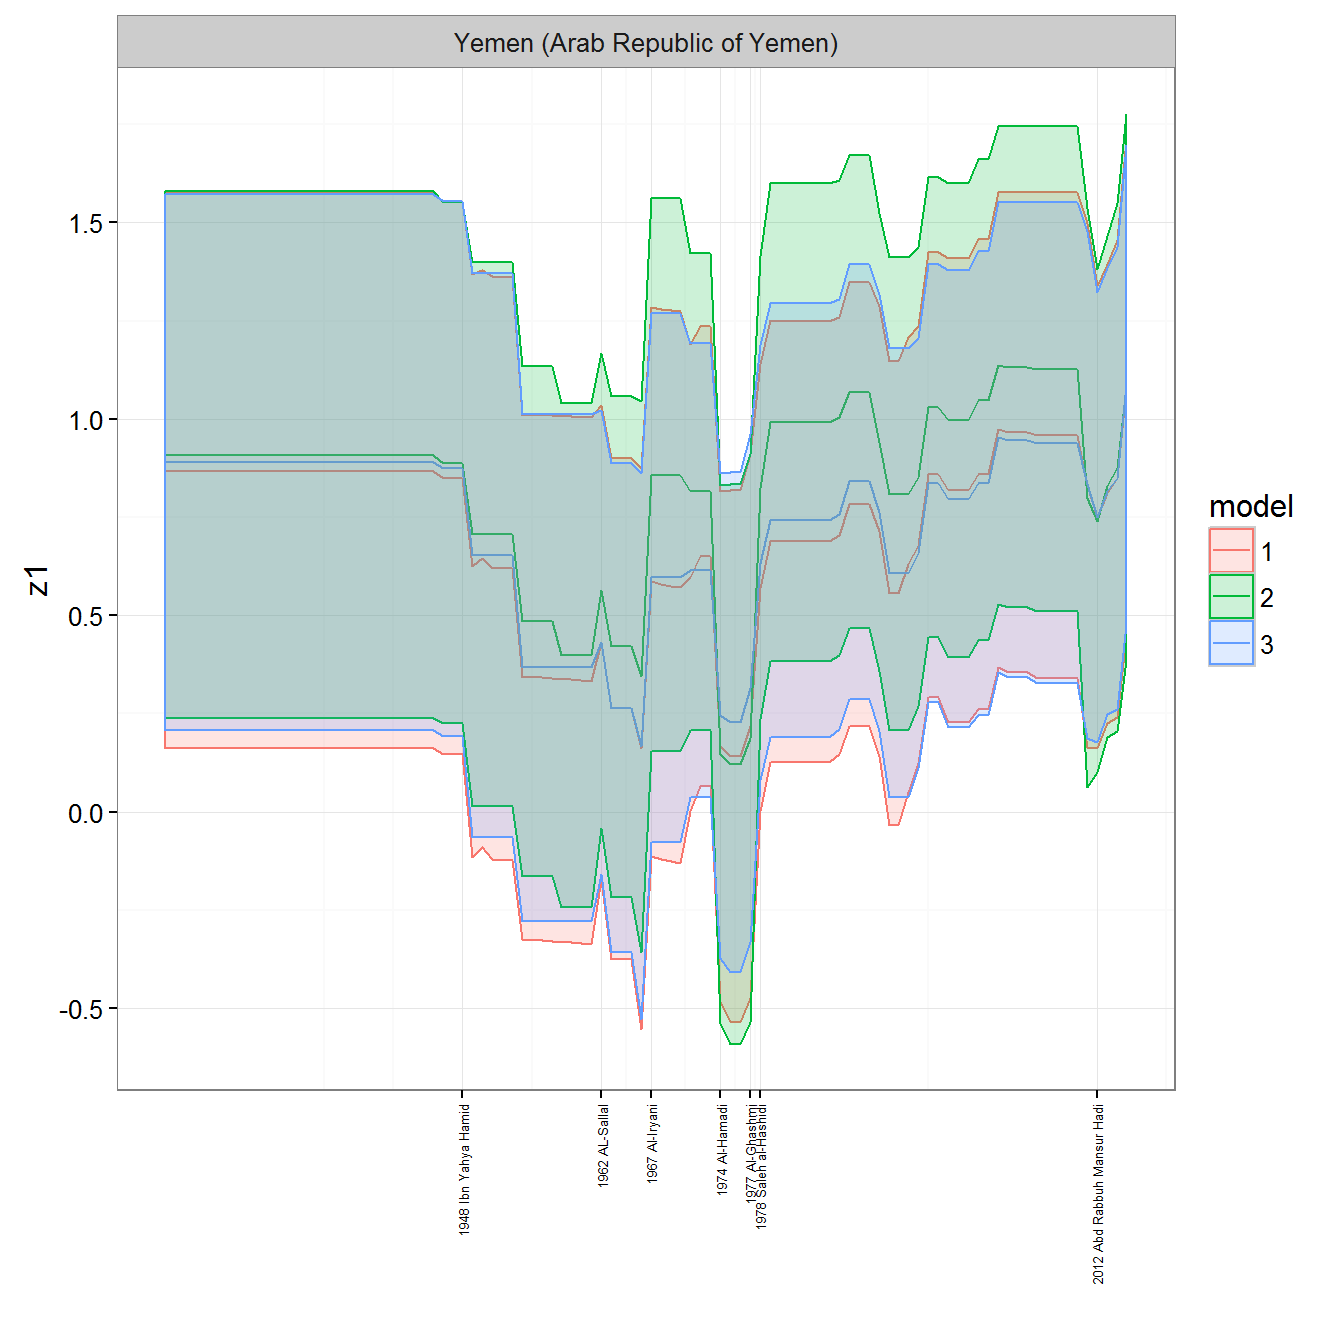 Yemen (Arab Republic of Yemen)
z1
1.5
1.0
0.5
0.0
-0.5
1948 Ibn Yahya Hamid
1962 AL-Sallal
1967 Al-Iryani
1974 Al-Hamadi
1977 Al-Ghashmi
1978 Saleh al-Hashidi
2012 Abd Rabbuh Mansur Hadi
model
1
2
3